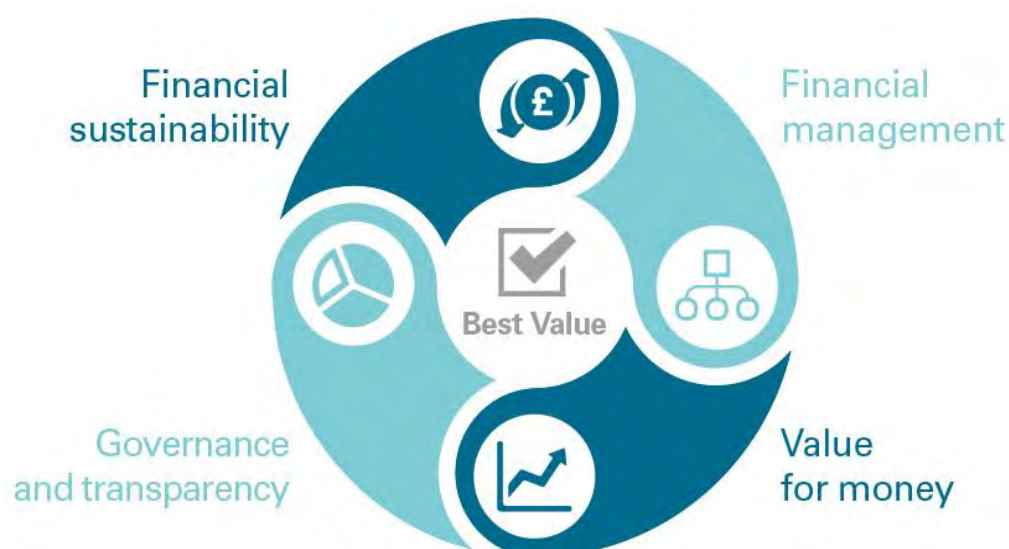 Financial
sustainability
Financial
management
£
Best Value
Governance
and transparency
Value
for money